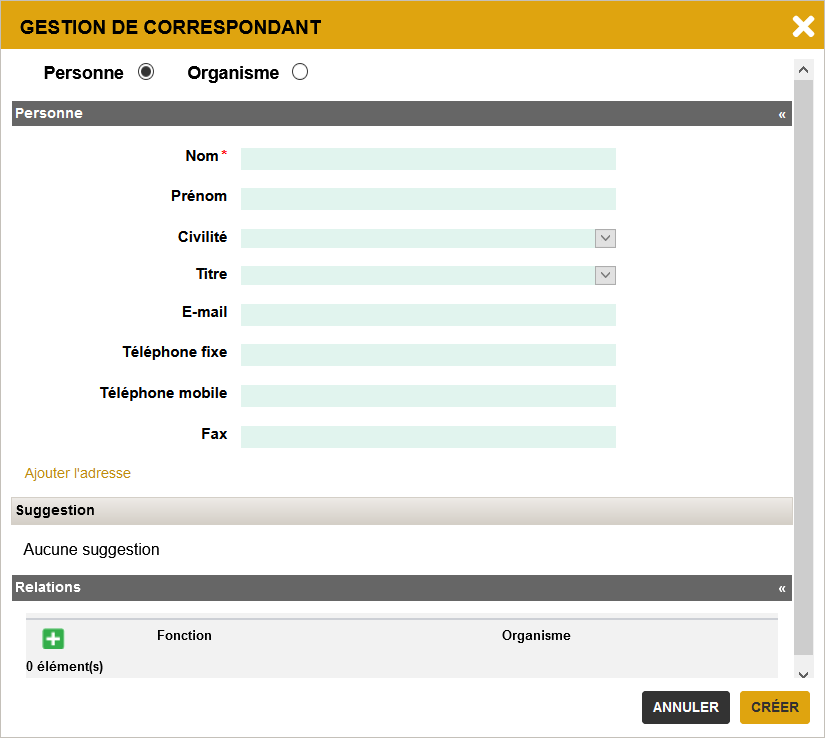 GESTION DE CORRESPONDANT
Personne Organisme
Personne «
Nom *
Prénom
Civilité
Titre
E-mail
Téléphone fixe
Téléphone mobile
Fax
Ajouter l'adresse
Suggestion
Aucune suggestion
Relations «
Fonction Organisme
0 élément(s)
ANNULER CRÉER